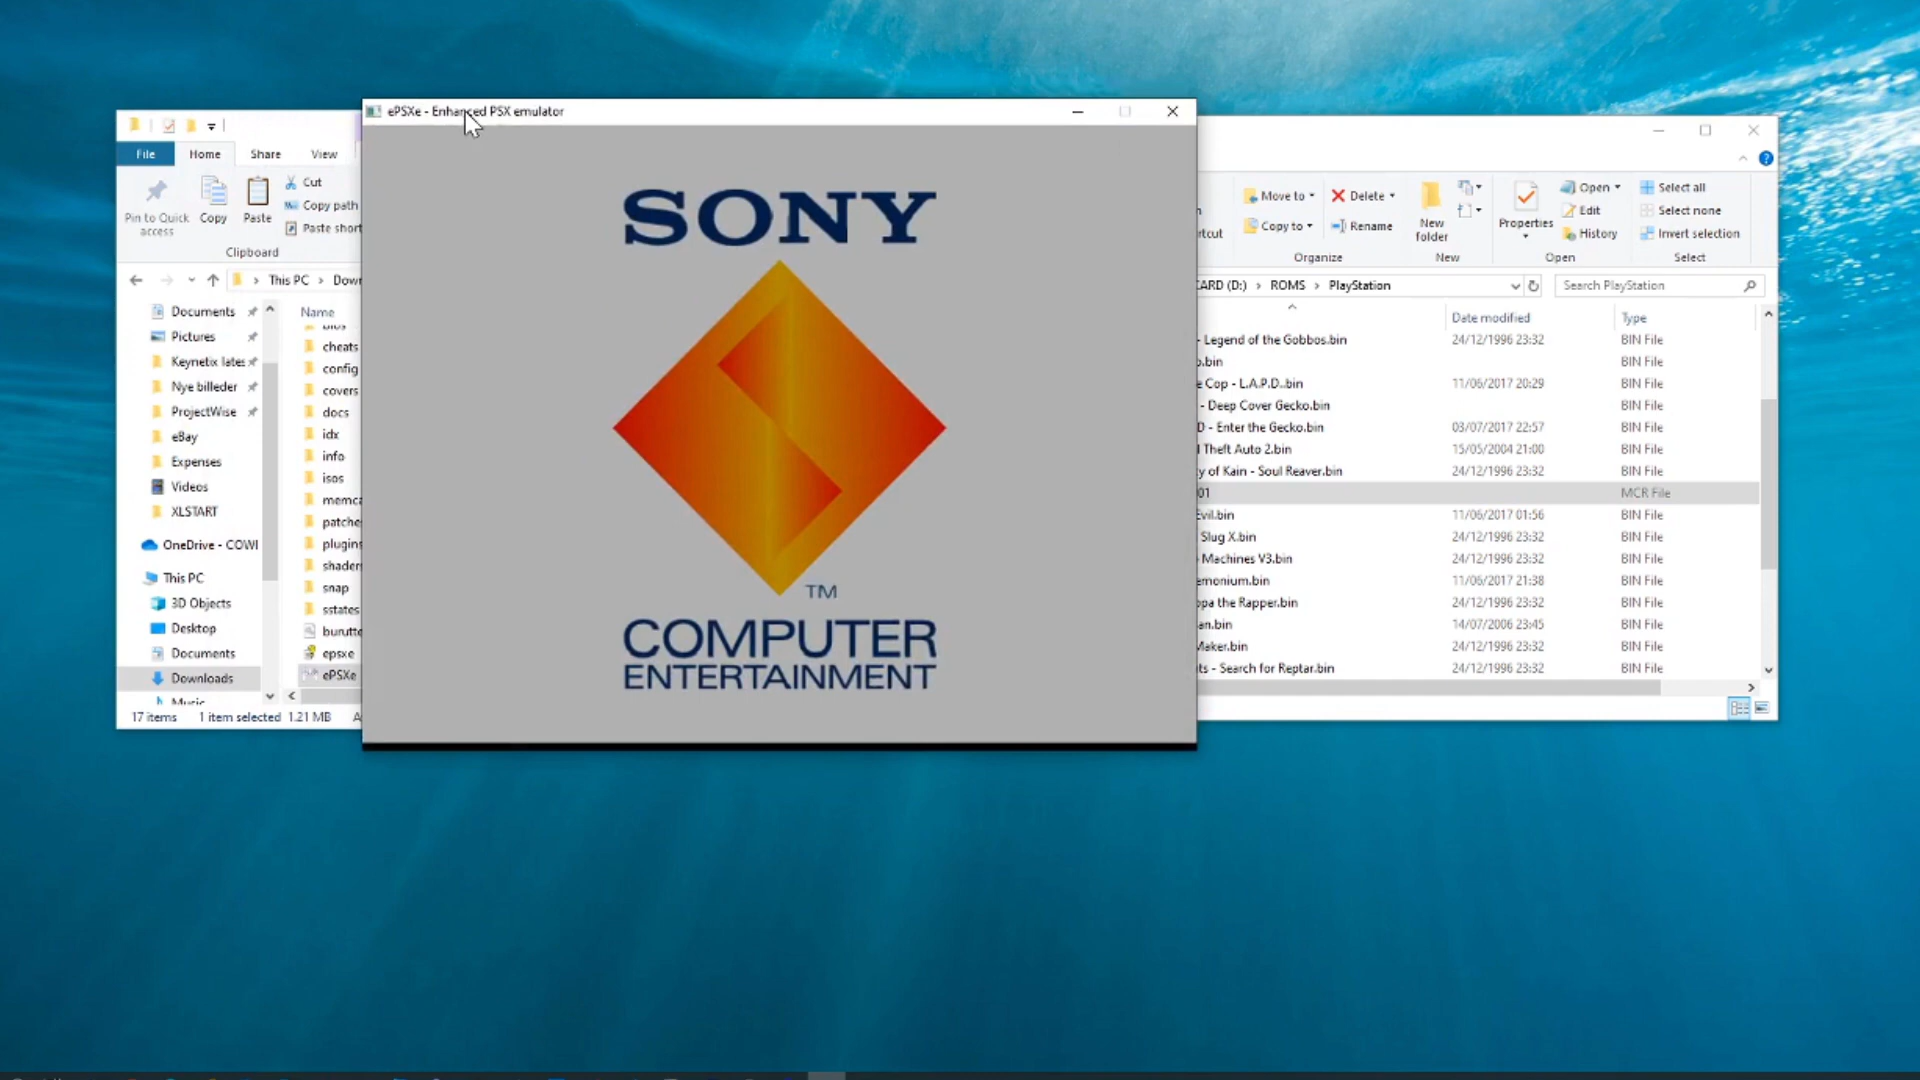 ePSXe - Enhanced PSX emulator
SONY
TM
COMPUTER
ENTERTAINMENT
File Home Share View
Pin to Quick
access
Copy
Paste
Cut
Copy path
Paste short
Clipboard
This PC > Down
Documents
Pictures
Keynetix lates
Nye billeder
ProjectWise
eBay
Expenses
Videos
XLSTART
OneDrive - COWI
This PC
3D Objects
Desktop
Documents
Downloads
Name
cheats
config
covers
docs
idx
info
isos
memca
patches
plugins
shader
snap
sstates
burutte
epsxe
ePSXe
17 items 1 item selected 1.21 MB
Move to
Copy to
Delete
Rename
Organize
New
folder
New
Properties
Open
Edit
History
Open
Select all
Select none
Invert selection
Select
CARD (D:) > ROMS > PlayStation
Search PlayStation
Date modified Type
- Legend of the Gobbos.bin 24/12/1996 23:32 BIN File
.bin BIN File
e Cop - L.A.P.D..bin 11/06/2017 20:29 BIN File
- Deep Cover Gecko.bin BIN File
D - Enter the Gecko.bin 03/07/2017 22:57 BIN File
l Theft Auto 2.bin 15/05/2004 21:00 BIN File
y of Kain - Soul Reaver.bin 24/12/1996 23:32 BIN File
01 MCR File
Evil.bin 11/06/2017 01:56 BIN File
Slug X.bin 24/12/1996 23:32 BIN File
Machines V3.bin 24/12/1996 23:32 BIN File
emonium.bin 11/06/2017 21:38 BIN File
pa the Rapper.bin 24/12/1996 23:32 BIN File
an.bin 14/07/2006 23:45 BIN File
Maker.bin 24/12/1996 23:32 BIN File
ts - Search for Reptar.bin 24/12/1996 23:32 BIN File